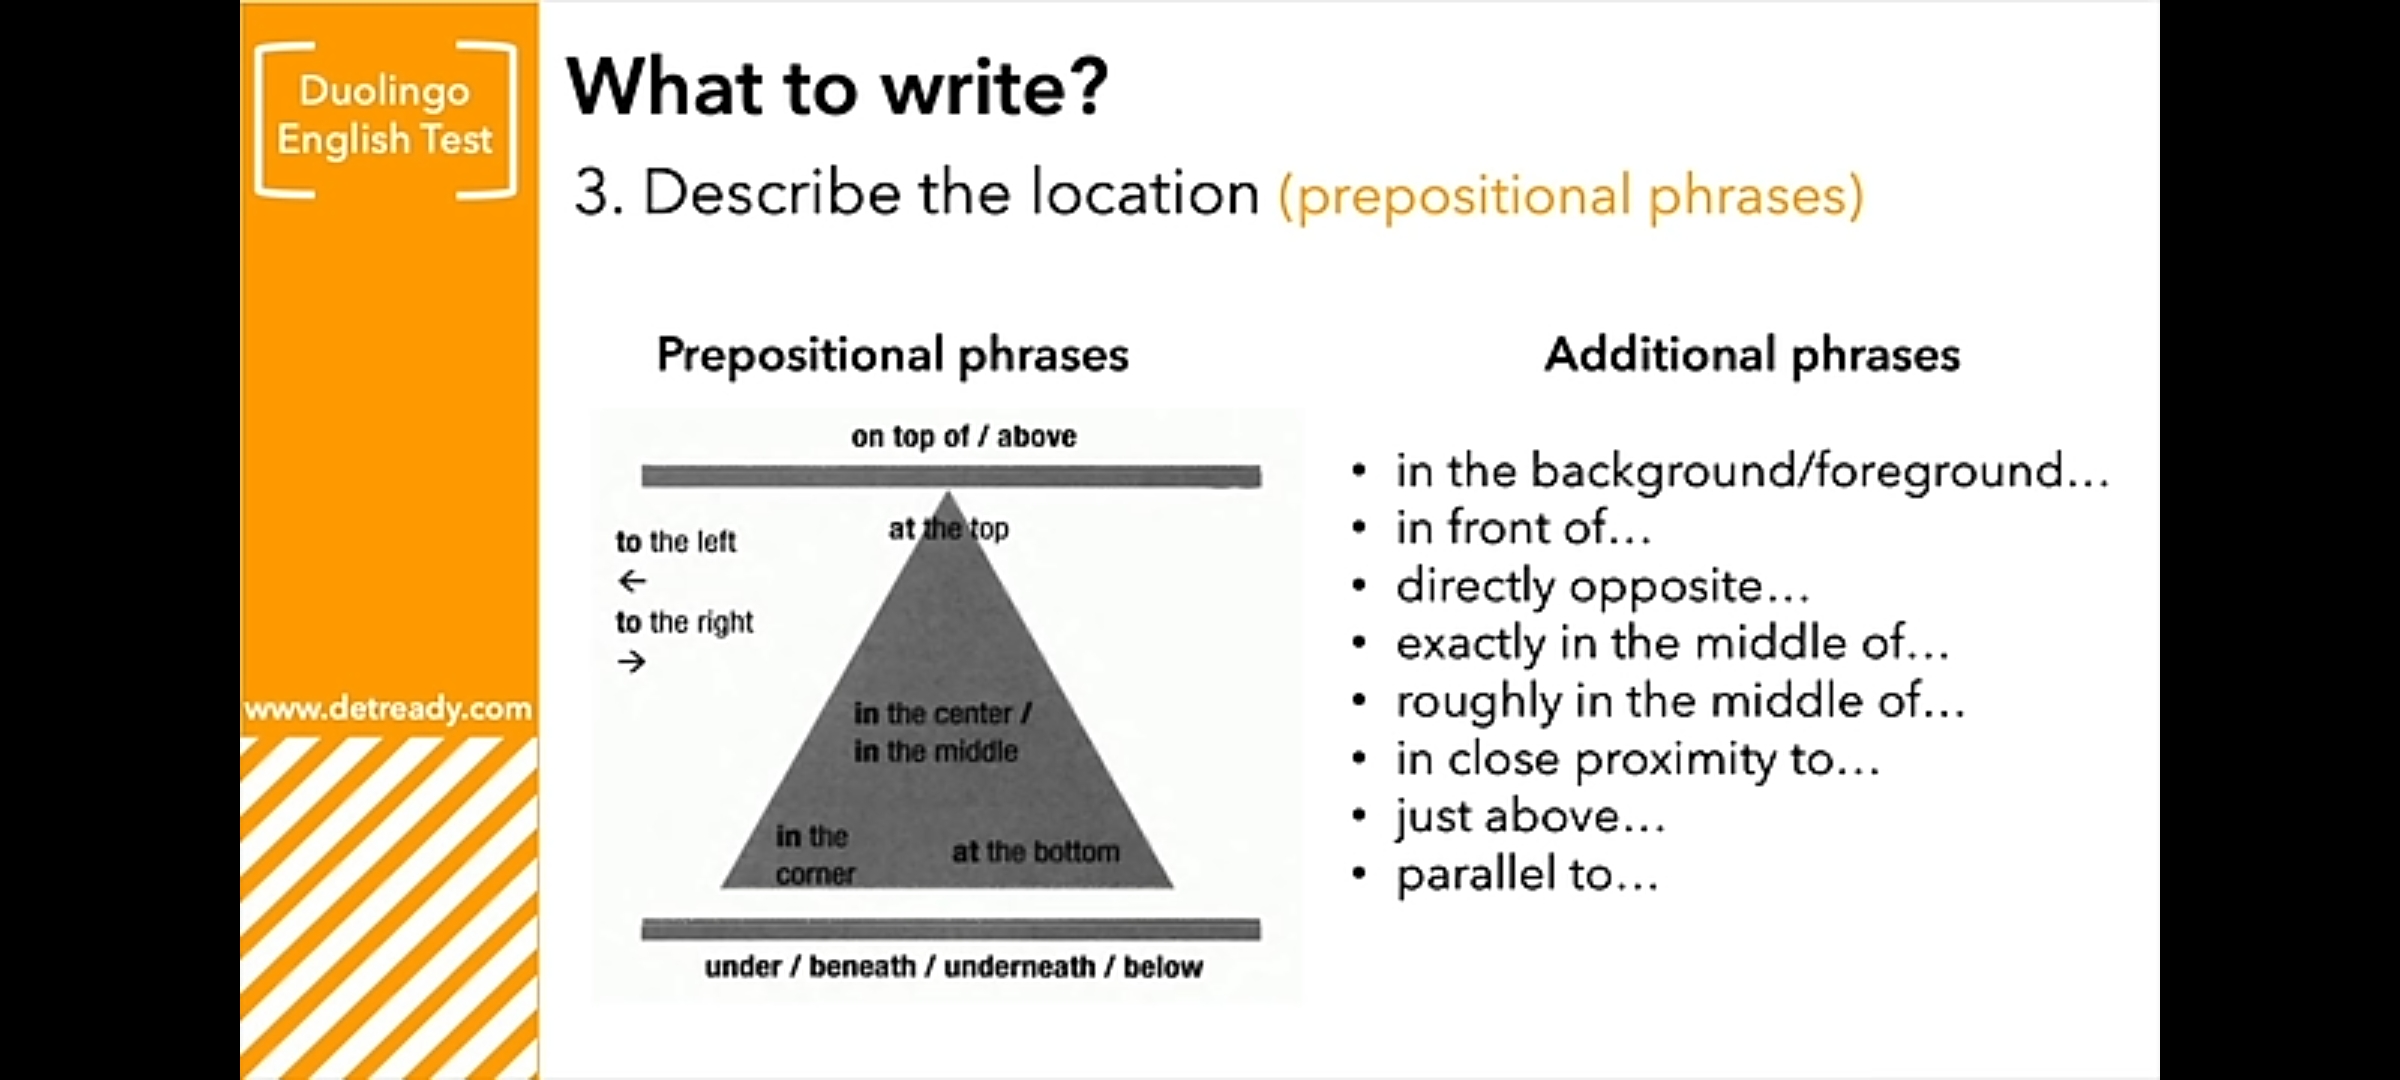 Duolingo
English Test
What to write?
3. Describe the location (prepositional phrases)
Prepositional phrases
on top of / above
at the top
to the left
←
to the right
→
in the center /
in the middle
in the
corner
at the bottom
under / beneath / underneath / below
Additional phrases
• in the background/foreground...
• in front of...
• directly opposite...
• exactly in the middle of...
• roughly in the middle of...
• in close proximity to...
• just above...
• parallel to...
www.detready.com